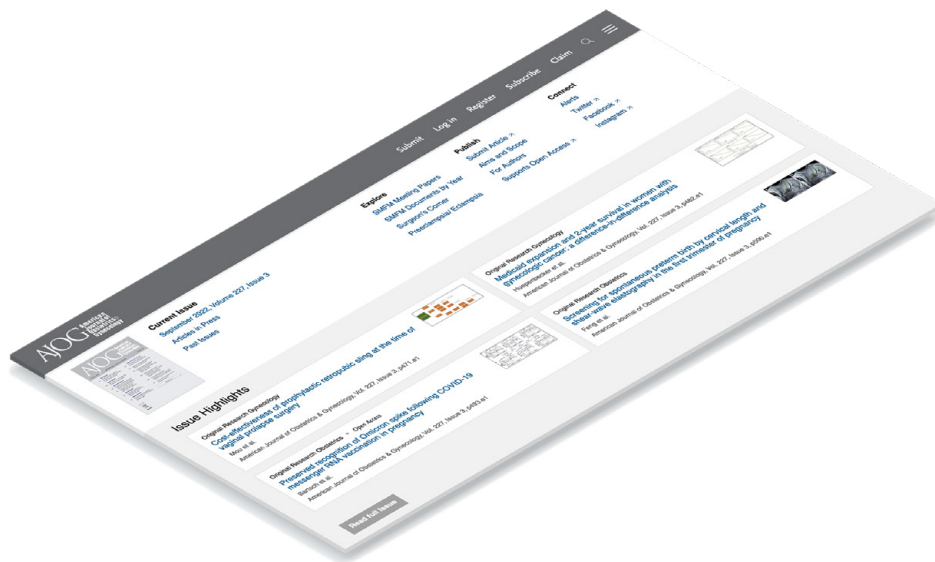 AJOG American
Journal of
Obstetrics &
Gynecology
Submit Log in Register Subscribe Claim
Current Issue
September 2022, Volume 227, Issue 3
Articles in Press
Past Issues
Explore
SMFM Meeting Papers
SMFM Documents by Year
Surgeon's Corner
Preeclampsia/ Eclampsia
Publish
Submit Article
Aims and Scope
For Authors
Supports Open Access
Connect
Alerts
Twitter
Facebook
Instagram
AJOG
Issue Highlights
Original Research Gynecology
Cost-effectiveness of prophylactic retropubic sling at the time of
vaginal prolapse surgery
Mou et al.
American Journal of Obstetrics & Gynecology, Vol. 227, Issue 3, p471.e1
Original Research Gynecology
Medicaid expansion and 2-year survival in women with
gynecologic cancer: a difference-in-difference analysis
Huepenbecker et al.
American Journal of Obstetrics & Gynecology, Vol. 227, Issue 3, p482.e1
Original Research Obstetrics • Open Access
Preserved recognition of Omicron spike following COVID-19
messenger RNA vaccination in pregnancy
Bartsch et al.
American Journal of Obstetrics & Gynecology, Vol. 227, Issue 3, p493.e1
Original Research Obstetrics
Screening for spontaneous preterm birth by cervical length and
shear-wave elastography in the first trimester of pregnancy
Feng et al.
American Journal of Obstetrics & Gynecology, Vol. 227, Issue 3, p500.e1
Read full issue